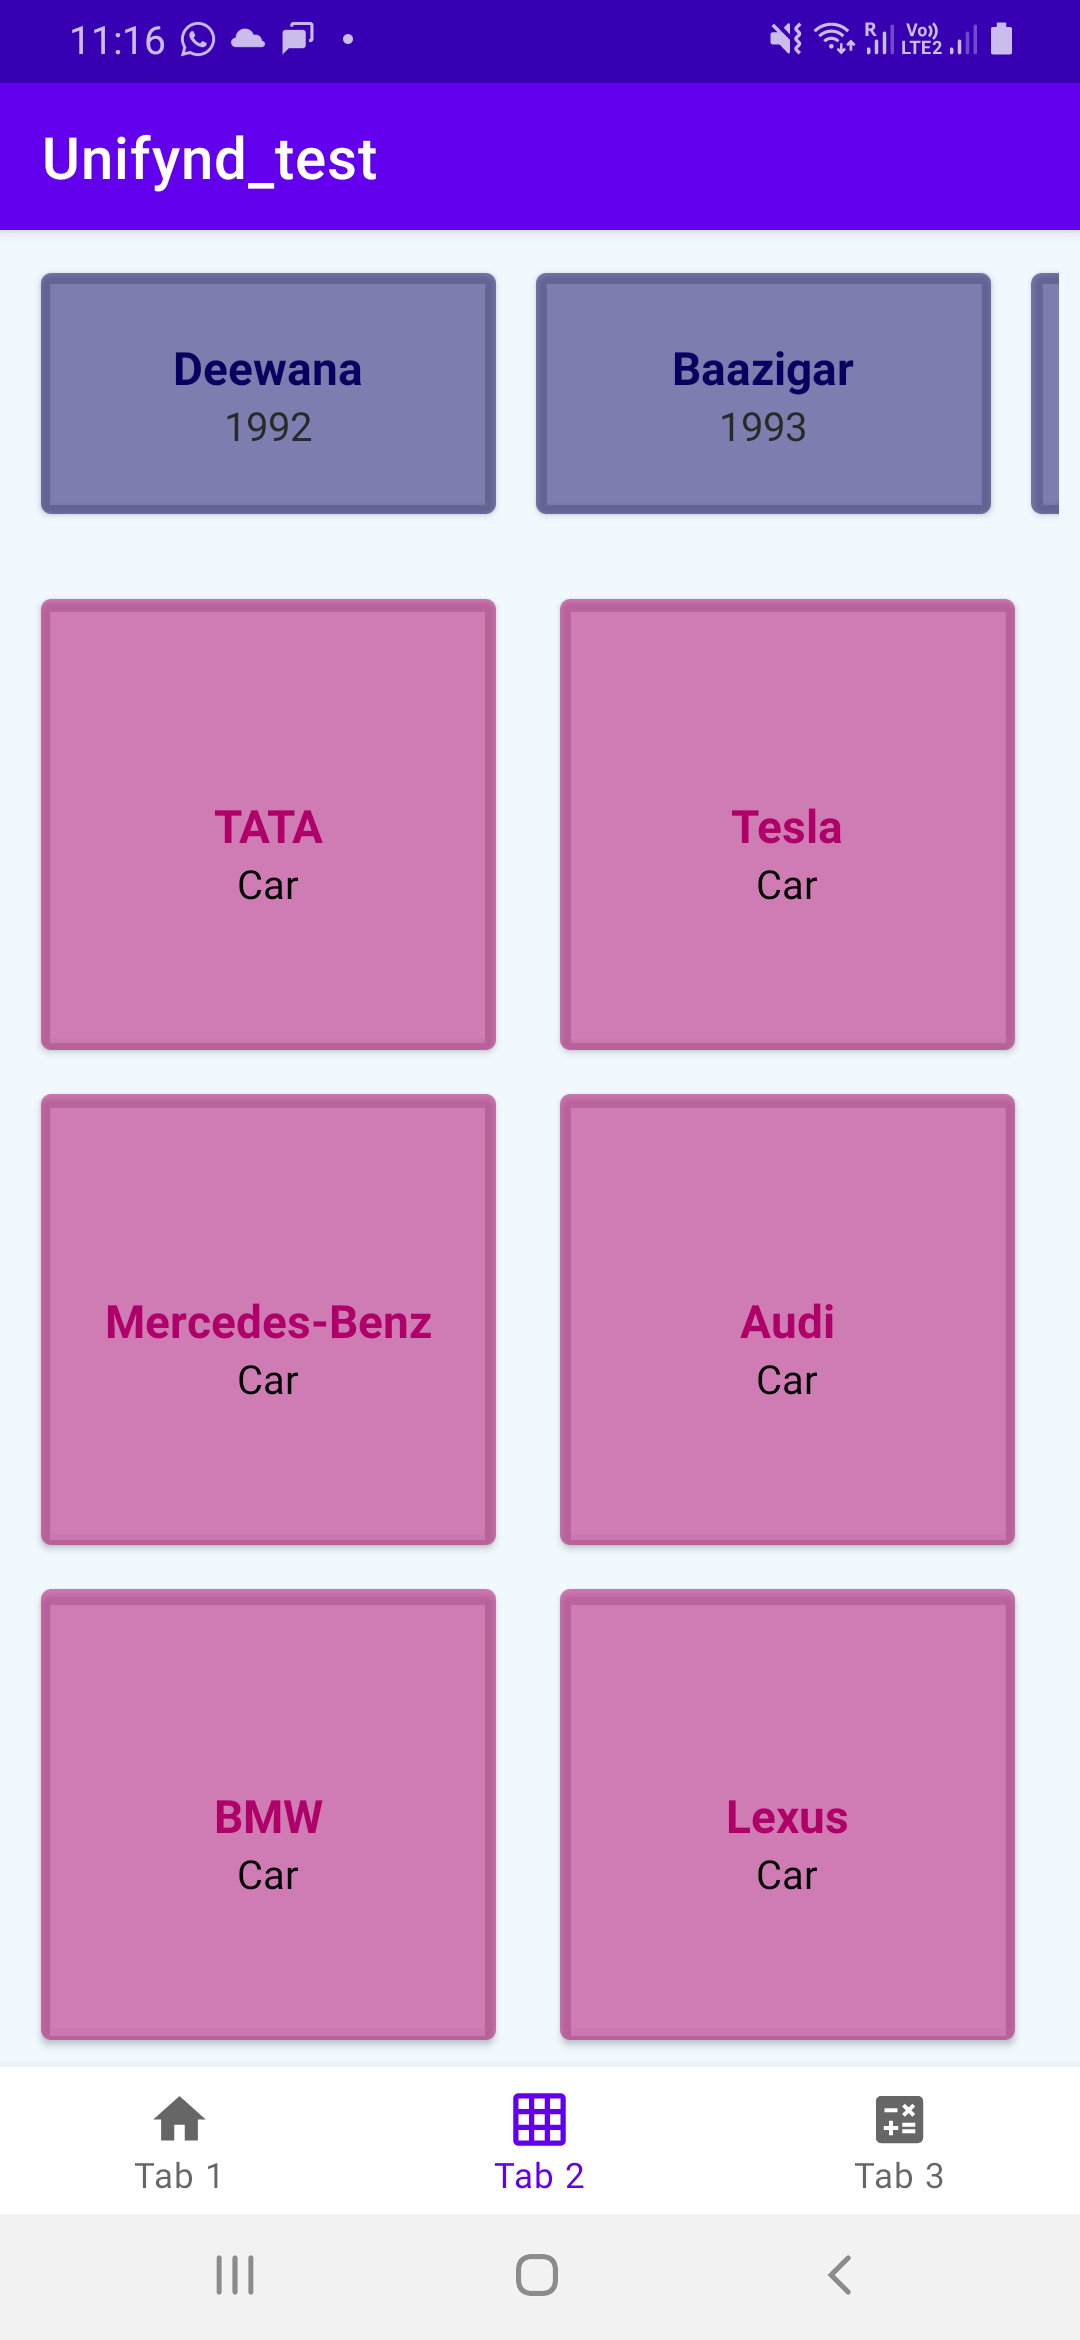 11:16
R Vo)) LTE2
Unifynd_test
Deewana
1992
Baazigar
1993
TATA
Car
Tesla
Car
Mercedes-Benz
Car
Audi
Car
BMW
Car
Lexus
Car
Tab 1
Tab 2
Tab 3